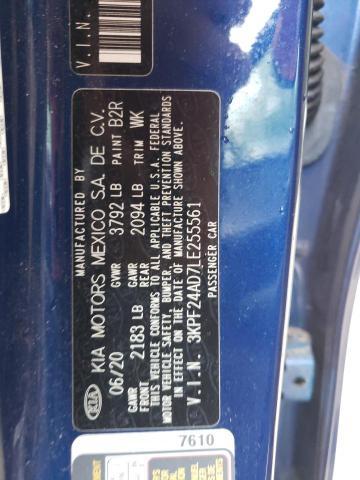 V.I.N.
MANUFACTURED BY
KIA KIA MOTORS MEXICO S.A. DE C.V.
06/20 GVWR 3792 LB PAINT B2R
GAWR FRONT 2183 LB GAWR REAR 2094 LB TRIM WK
THIS VEHICLE CONFORMS TO ALL APPLICABLE U.S.A. FEDERAL
MOTOR VEHICLE SAFETY, BUMPER, AND THEFT PREVENTION STANDARDS
IN EFFECT ON THE DATE OF MANUFACTURE SHOWN ABOVE.
V.I.N. 3KPF24AD7LE255561
PASSENGER CAR
7610